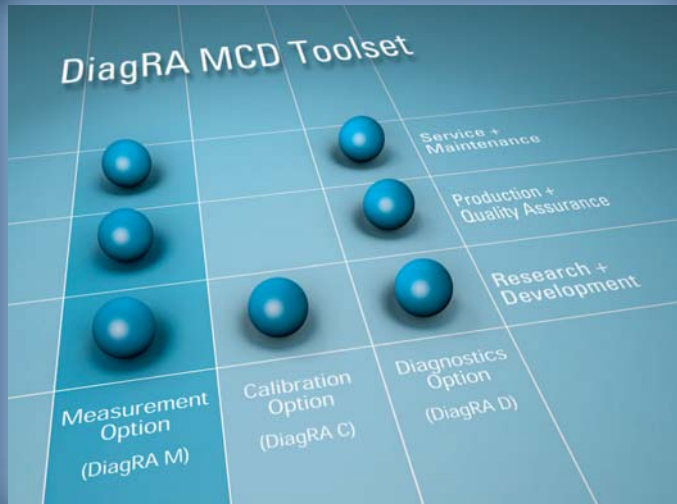 DiagRA MCD Toolset
Service +
Maintenance
Production +
Quality Assurance
Research +
Development
Measurement
Option
(DiagRA M)
Calibration
Option
(DiagRA C)
Diagnostics
Option
(DiagRA D)